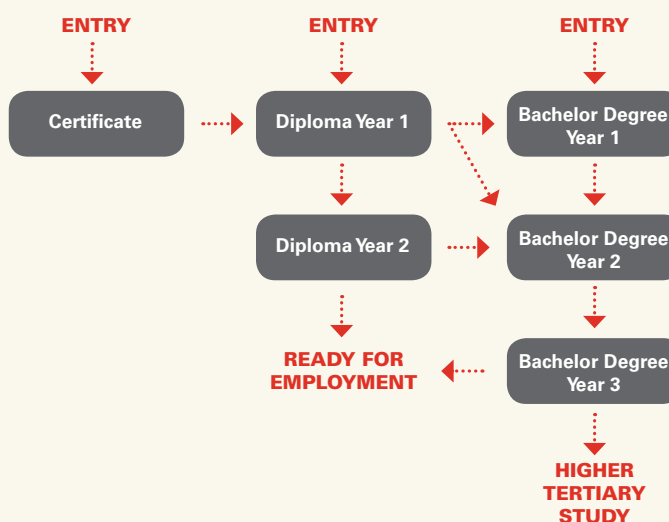 ENTRY
ENTRY
ENTRY
Certificate
Diploma Year 1
Bachelor Degree
Year 1
Diploma Year 2
Bachelor Degree
Year 2
READY FOR
EMPLOYMENT
Bachelor Degree
Year 3
HIGHER
TERTIARY
STUDY